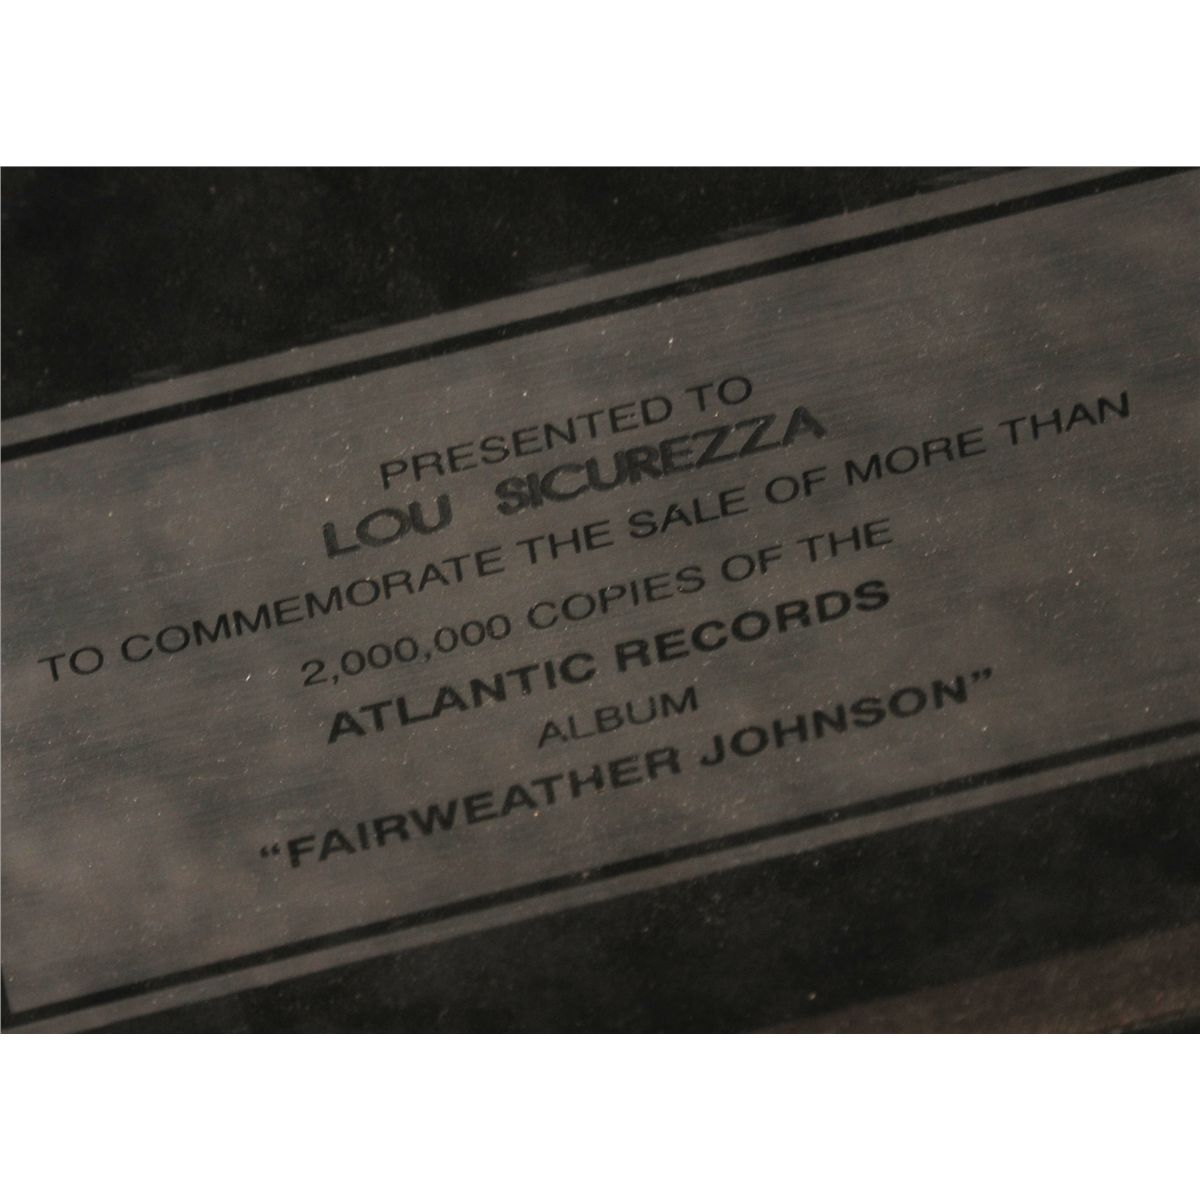 PRESENTED TO
LOU SICUREZZA
TO COMMEMORATE THE SALE OF MORE THAN
2,000,000 COPIES OF THE
ATLANTIC RECORDS
ALBUM
“FAIRWEATHER JOHNSON”